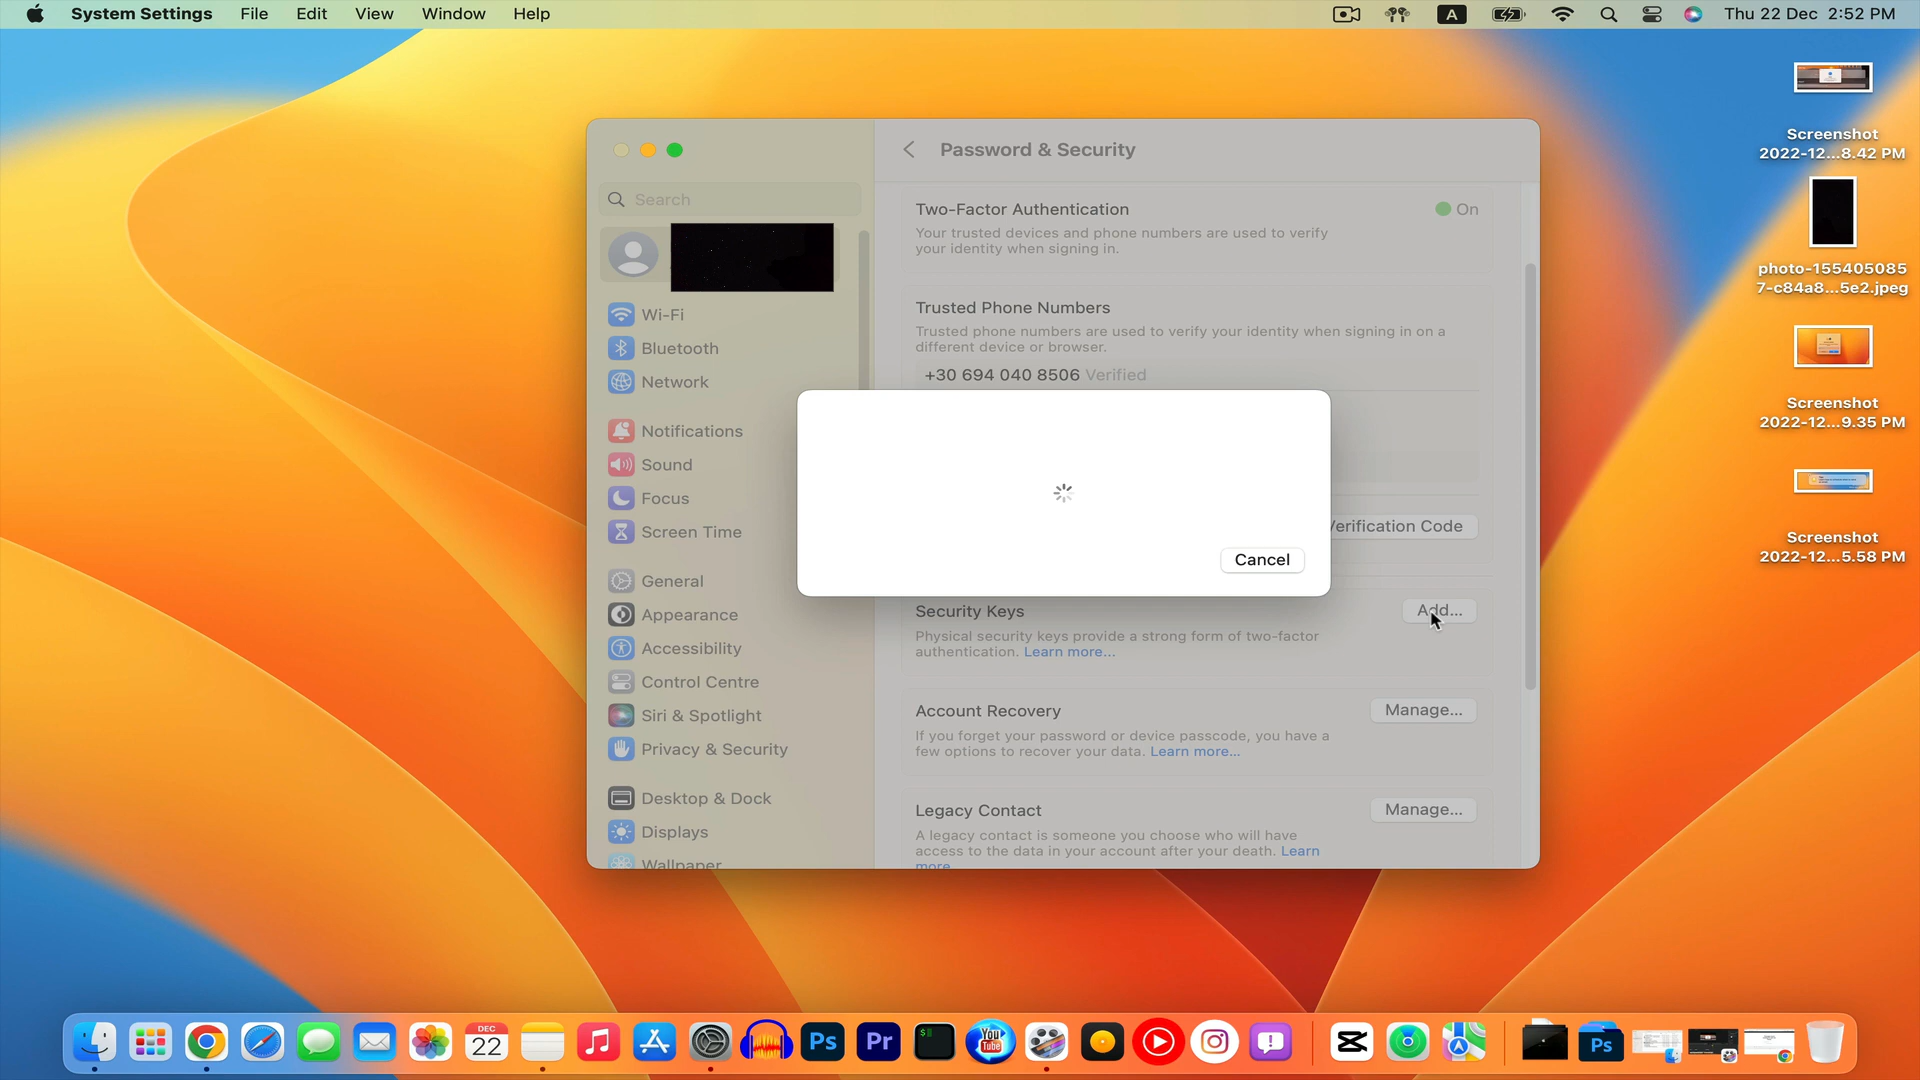 System Settings File Edit View Window Help
A
Thu 22 Dec 2:52 PM
Screenshot
2022-12...8.42 PM
photo-155405085
7-c84a8...5e2.jpeg
Screenshot
2022-12...9.35 PM
Screenshot
2022-12...5.58 PM
Search
Wi-Fi
Bluetooth
Network
Notifications
Sound
Focus
Screen Time
General
Appearance
Accessibility
Control Centre
Siri & Spotlight
Privacy & Security
Desktop & Dock
Displays
Wallpaper
Password & Security
Two-Factor Authentication
On
Your trusted devices and phone numbers are used to verify
your identity when signing in.
Trusted Phone Numbers
Trusted phone numbers are used to verify your identity when signing in on a
different device or browser.
+30 694 040 8506 Verified
Cancel
Verification Code
Security Keys
Add...
Physical security keys provide a strong form of two-factor
authentication. Learn more...
Account Recovery
Manage...
If you forget your password or device passcode, you have a
few options to recover your data. Learn more...
Legacy Contact
Manage...
A legacy contact is someone you choose who will have
access to the data in your account after your death. Learn
more...
DEC
22
Ps
Pr
You
Tube
Ps